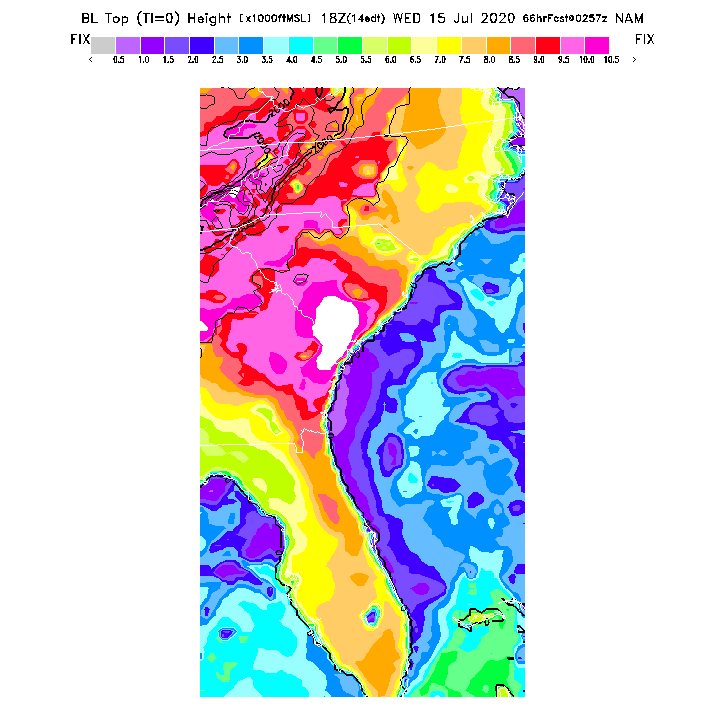 BL Top (TI=0) Height [x1000ftMSL] 18Z(14edt) WED 15 Jul 2020 66hrFcst@0257z NAM
FIX FIX
< 0.5 1.0 1.5 2.0 2.5 3.0 3.5 4.0 4.5 5.0 5.5 6.0 6.5 7.0 7.5 8.0 8.5 9.0 9.5 10.0 10.5 >